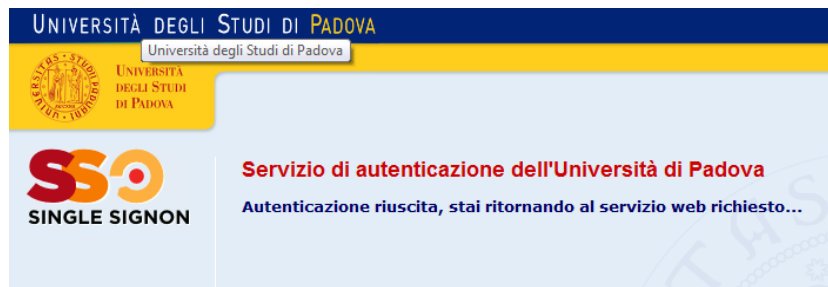 UNIVERSITÀ DEGLI STUDI DI PADOVA
Università degli Studi di Padova
UNIVERSITÀ
DEGLI STUDI
DI PADOVA
SSO
SINGLE SIGNON
Servizio di autenticazione dell'Università di Padova
Autenticazione riuscita, stai ritornando al servizio web richiesto...